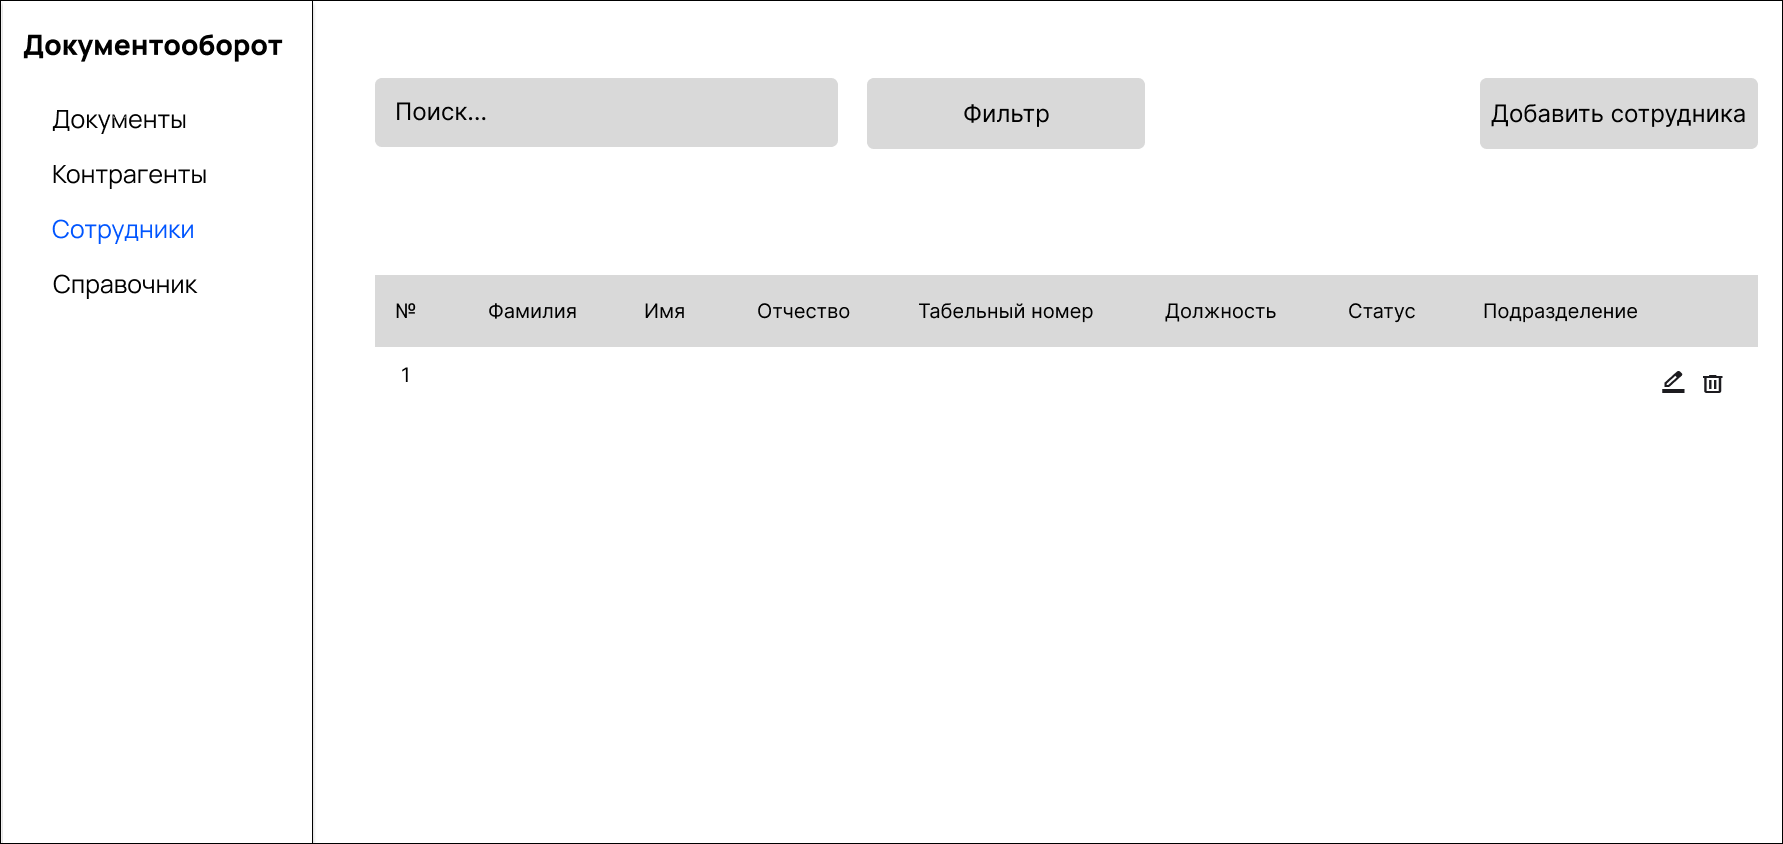 Документооборот
Документы
Контрагенты
Сотрудники
Справочник
Поиск...
Фильтр
Добавить сотрудника
№ Фамилия Имя Отчество Табельный номер Должность Статус Подразделение
1